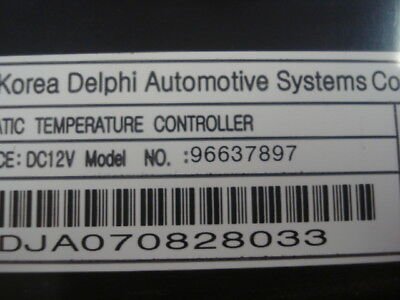 Korea Delphi Automotive Systems Co
ATIC TEMPERATURE CONTROLLER
CE: DC12V Model NO. :96637897
DJA070828033